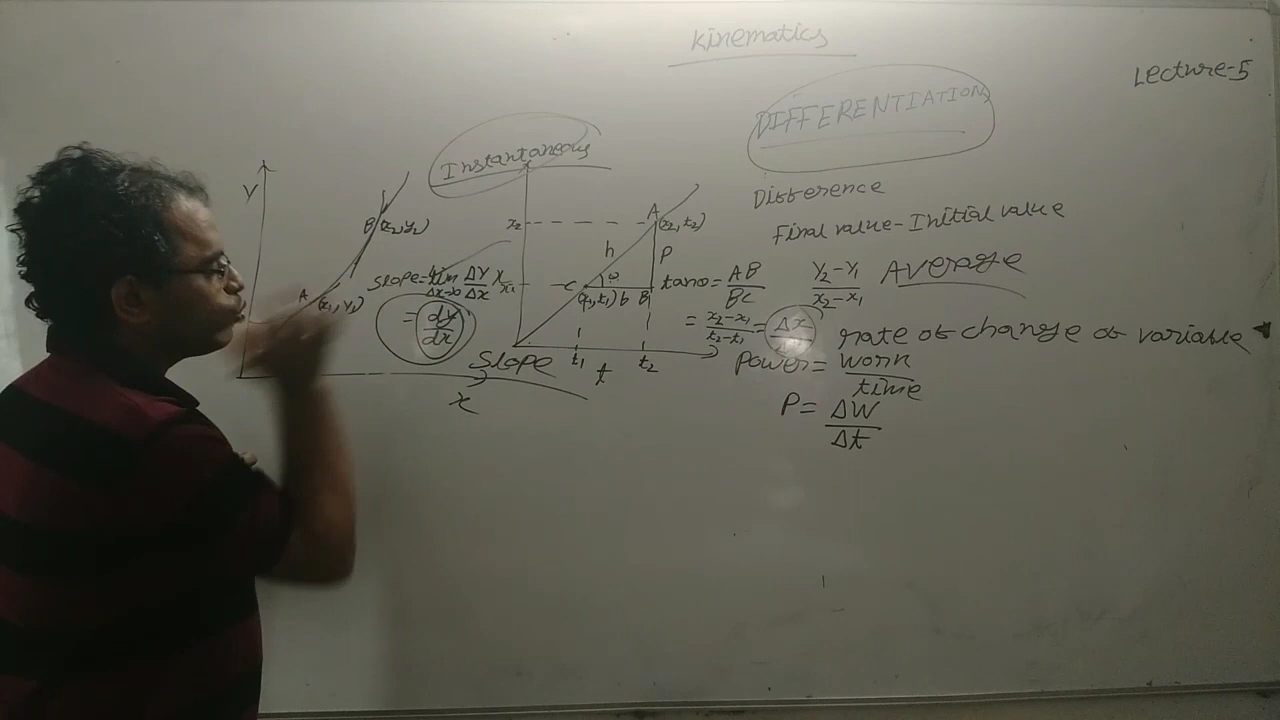 Kinematics
Lecture-5
DIFFERENTIATION
Instantaneous
Difference
Final value-Initial value
Y
B (x₂,y₂)
A (x₁, y₂)
x
Slope=lim Δx→0 Δy/Δx
= dy/dx
x
x₂
x₁
A (x₂,t₂)
h
P
θ
C
(x₁,t₁) b B
Slope
t₁
t₂
t
tanθ=AB/BC
= x₂-x₁/t₂-t₁ = Δx
y₂-y₁/x₂-x₁ Average
rate of change of variable
Power= work/time
P= ΔW/Δt